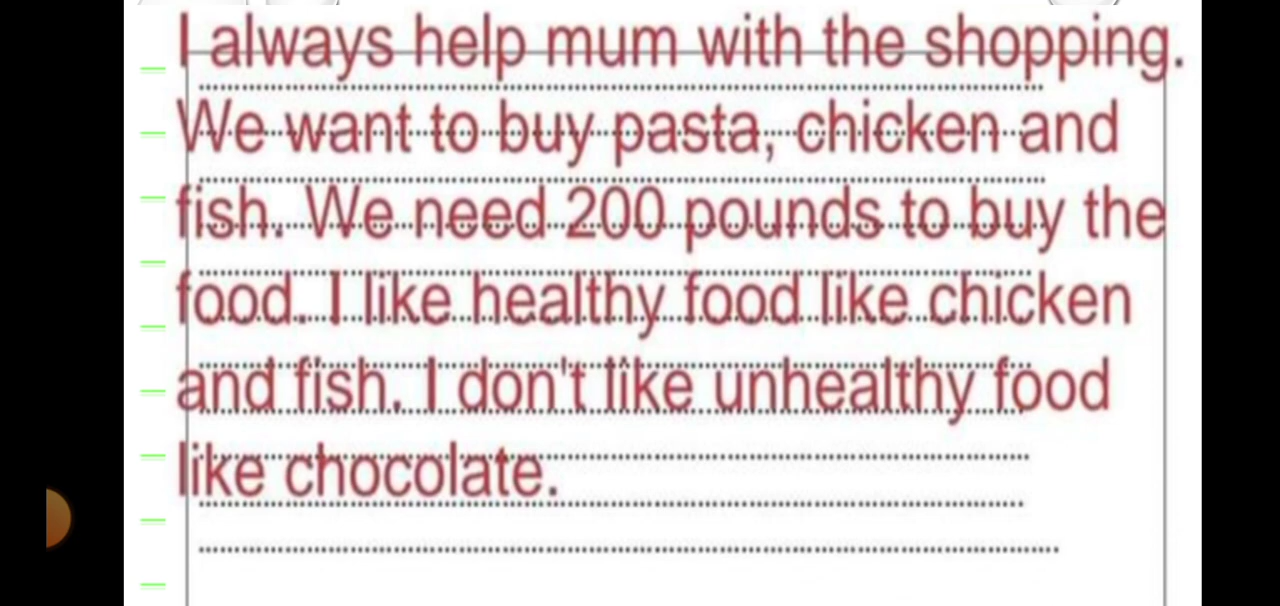 I always help mum with the shopping.
We want to buy pasta, chicken and
fish. We need 200 pounds to buy the
food. I like healthy food like chicken
and fish. I don't like unhealthy food
like chocolate.